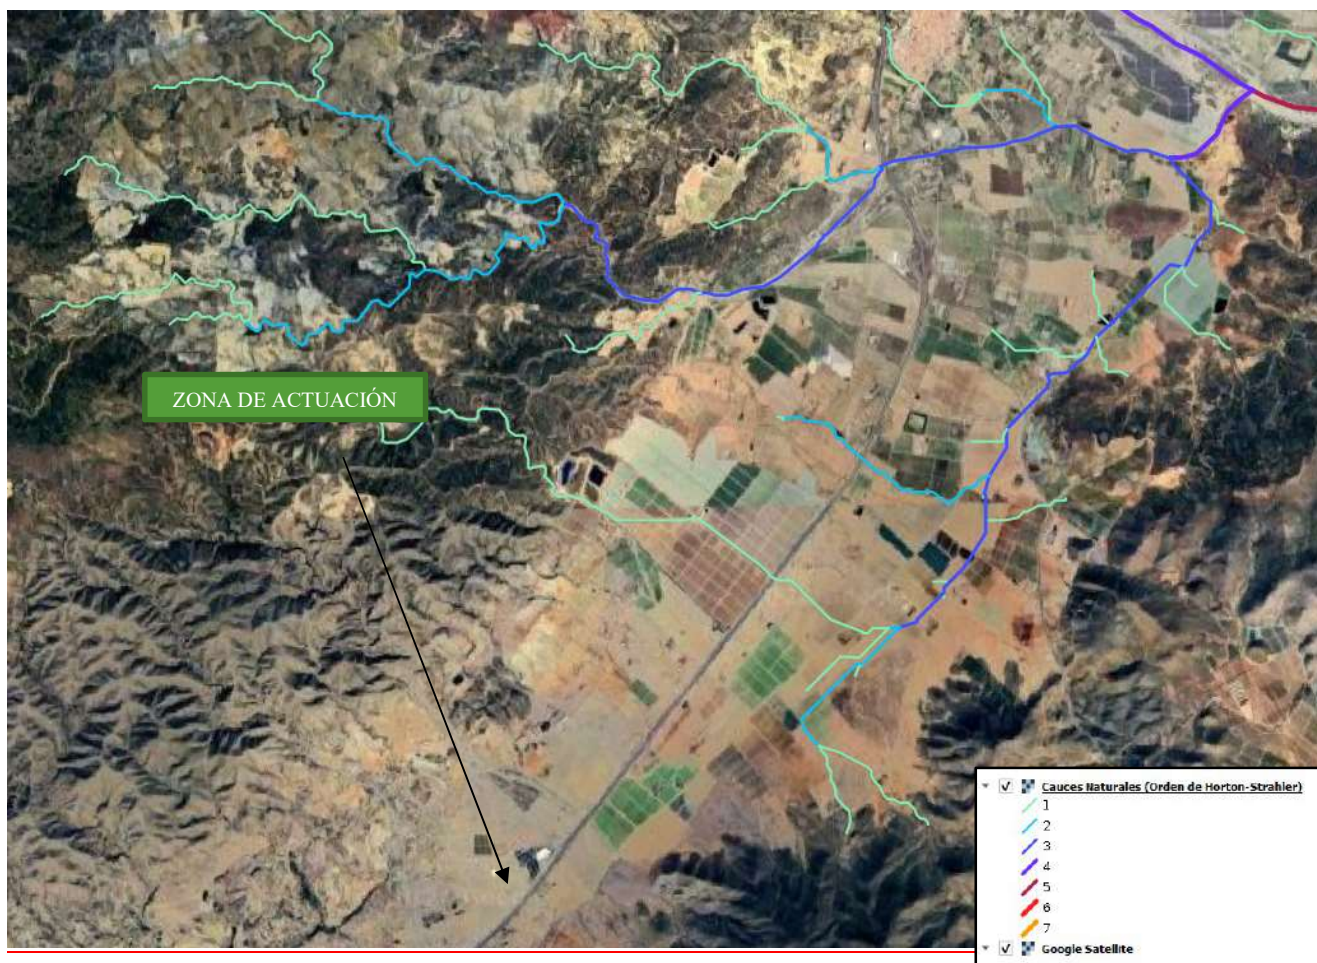 ZONA DE ACTUACIÓN
Cauces Naturales (Orden de Horton-Strahler)
1
2
3
4
5
6
7
Google Satellite